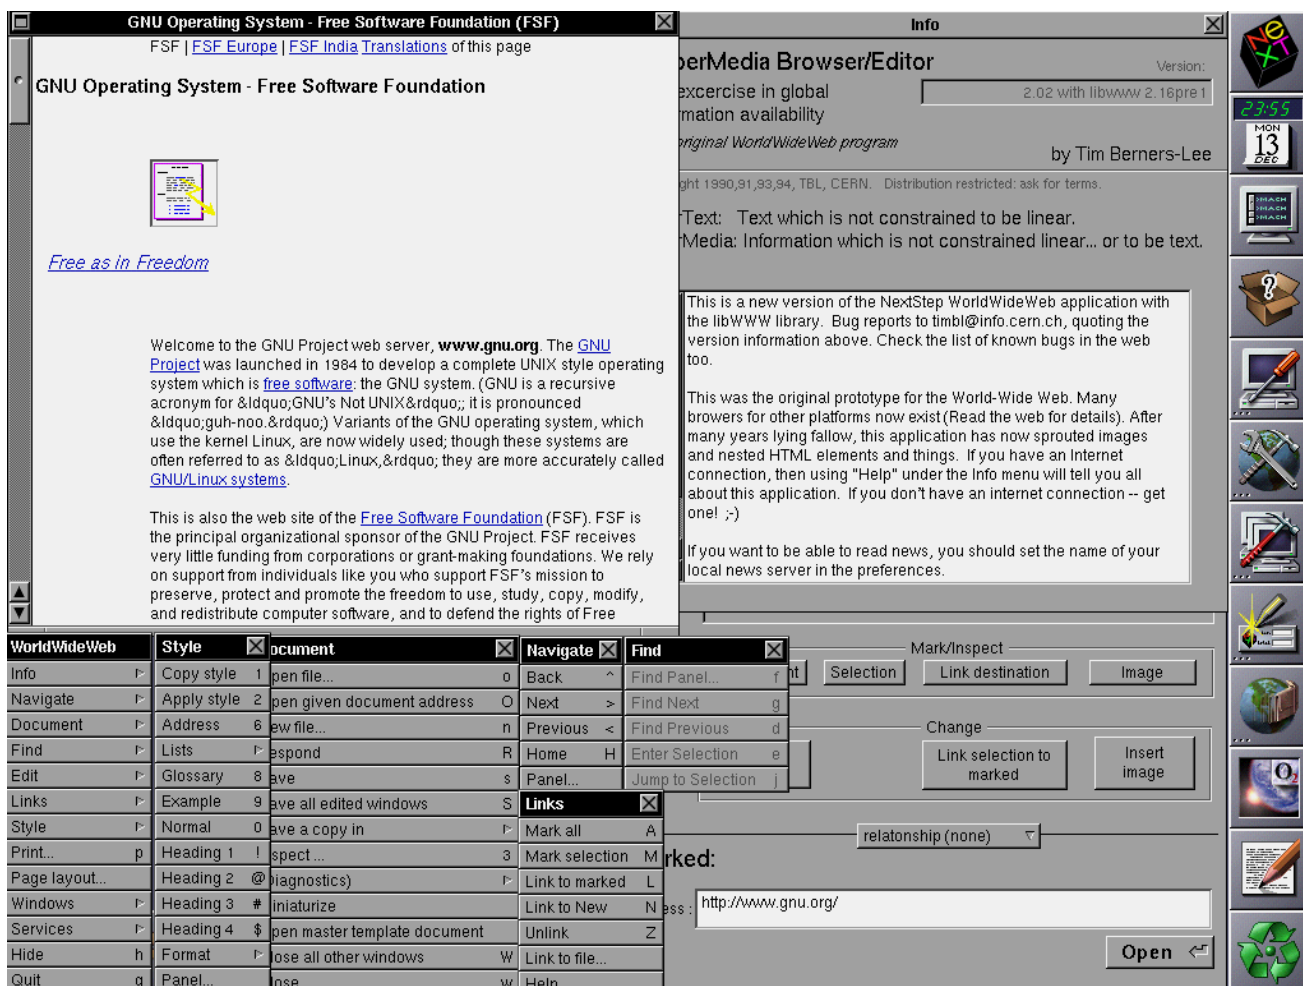 GNU Operating System - Free Software Foundation (FSF)
FSF | FSF Europe | FSF India Translations of this page
GNU Operating System - Free Software Foundation
Free as in Freedom
Welcome to the GNU Project web server, www.gnu.org. The GNU
Project was launched in 1984 to develop a complete UNIX style operating
system which is free software: the GNU system. (GNU is a recursive
acronym for &ldquo;GNU's Not UNIX&rdquo;; it is pronounced
&ldquo;guh-noo.&rdquo;) Variants of the GNU operating system, which
use the kernel Linux, are now widely used; though these systems are
often referred to as &ldquo;Linux,&rdquo; they are more accurately called
GNU/Linux systems.
This is also the web site of the Free Software Foundation (FSF). FSF is
the principal organizational sponsor of the GNU Project. FSF receives
very little funding from corporations or grant-making foundations. We rely
on support from individuals like you who support FSF's mission to
preserve, protect and promote the freedom to use, study, copy, modify,
and redistribute computer software, and to defend the rights of Free
Info
perMedia Browser/Editor
Version:
excercise in global
2.02 with libwww 2.16pre1
rmation availability
original WorldWideWeb program
by Tim Berners-Lee
ght 1990,91,93,94, TBL, CERN. Distribution restricted: ask for terms.
rText: Text which is not constrained to be linear.
rMedia: Information which is not constrained linear... or to be text.
This is a new version of the NextStep WorldWideWeb application with
the libWWW library. Bug reports to timbl@info.cern.ch, quoting the
version information above. Check the list of known bugs in the web
too.
This was the original prototype for the World-Wide Web. Many
browers for other platforms now exist (Read the web for details). After
many years lying fallow, this application has now sprouted images
and nested HTML elements and things. If you have an Internet
connection, then using "Help" under the Info menu will tell you all
about this application. If you don't have an internet connection -- get
one! ;-)
If you want to be able to read news, you should set the name of your
local news server in the preferences.
WorldWideWeb
Info
Navigate
Document
Find
Edit
Links
Style
Print... p
Page layout...
Windows
Services
Hide h
Quit q
Style
Copy style 1
Apply style 2
Address 6
Lists
Glossary 8
Example 9
Normal 0
Heading 1 !
Heading 2 @
Heading 3 #
Heading 4 $
Format
Panel...
ocument
pen file... o
pen given document address O
ew file... n
espond R
ave s
ave all edited windows S
ave a copy in
spect ... 3
Diagnostics)
iniaturize
pen master template document
lose all other windows W
lose w
Navigate
Back ^
Next >
Previous <
Home H
Panel...
Find
Find Panel... f
Find Next g
Find Previous d
Enter Selection e
Jump to Selection j
Links
Mark all A
Mark selection M
Link to marked L
Link to New N
Unlink Z
Link to file...
Help
Mark/Inspect
nt
Selection
Link destination
Image
Change
Link selection to
marked
Insert
image
relatonship (none)
rked:
ess : http://www.gnu.org/
Open
NeXT
23:55
MON
13
DEC
>MACH
>MACH
>MACH
?
O2